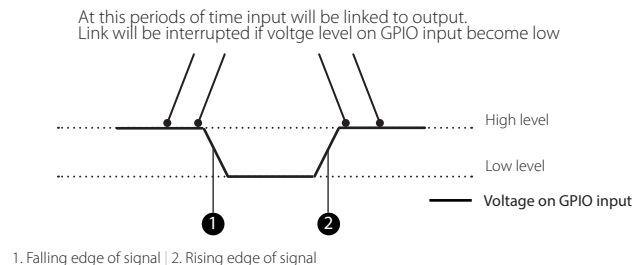 At this periods of time input will be linked to output.
Link will be interrupted if voltge level on GPIO input become low
High level
Low level
Voltage on GPIO input
1
2
1. Falling edge of signal | 2. Rising edge of signal